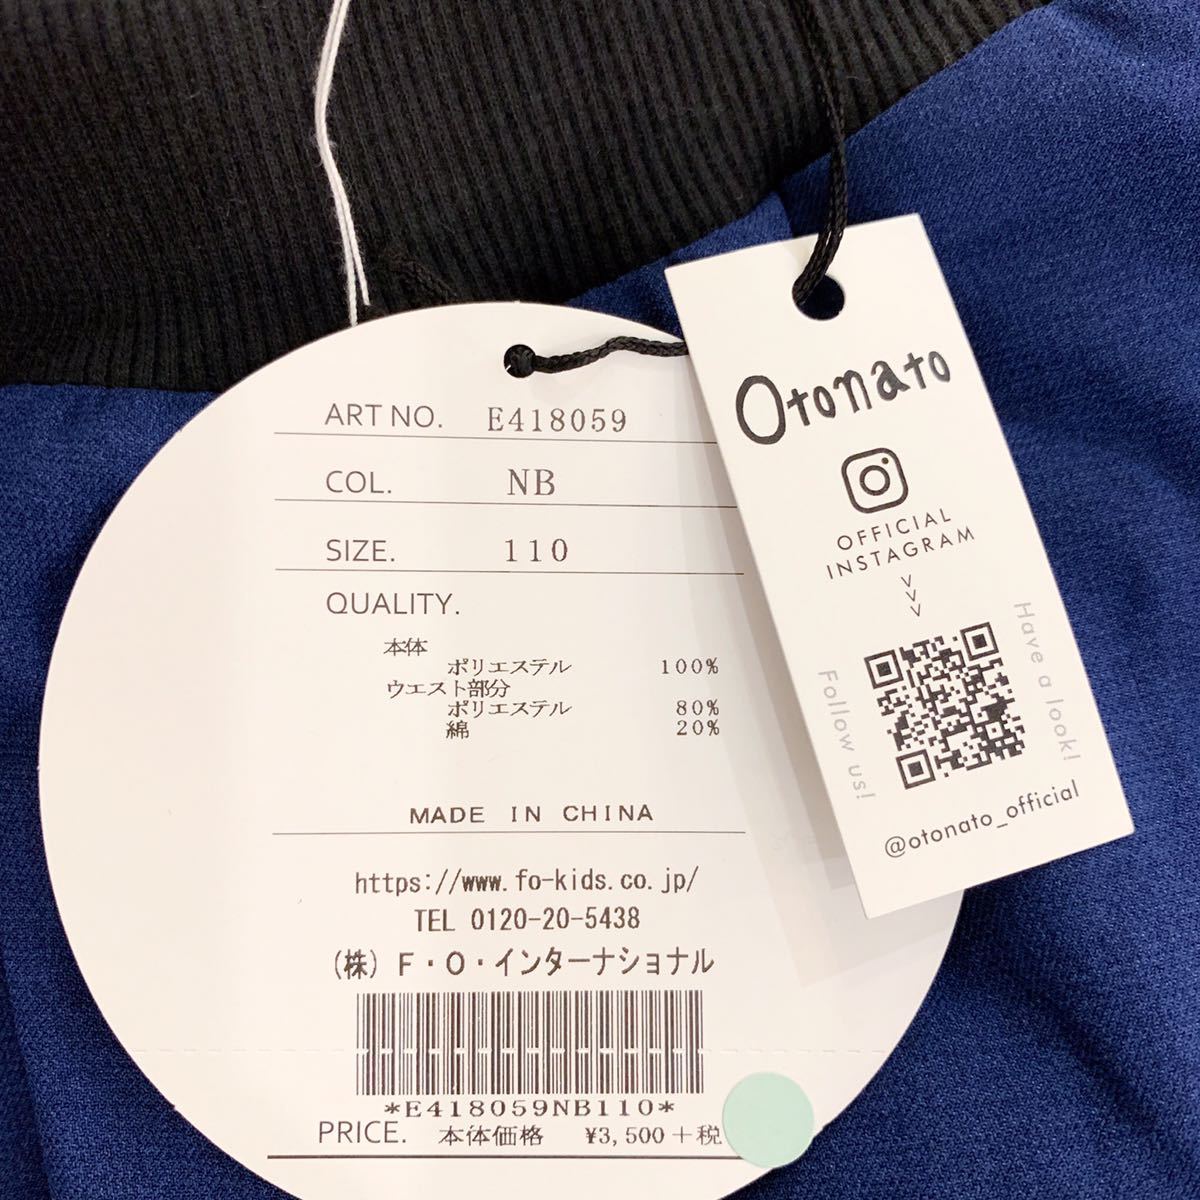 ART NO. E418059
COL. NB
SIZE. 110
QUALITY.
本体
ポリエステル 100%
ウエスト部分
ポリエステル 80%
綿 20%
MADE IN CHINA
https://www.fo-kids.co.jp/
TEL 0120-20-5438
(株) F・O・インターナショナル
*E418059NB110*
PRICE. 本体価格 ¥3,500+税
Otonato
OFFICIAL
INSTAGRAM
Follow us!
Have a look!
@otonato_official